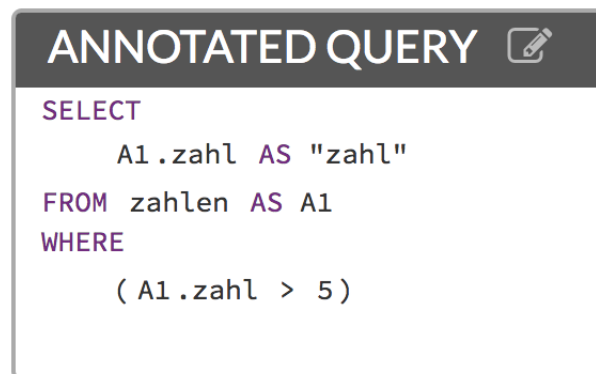 ANNOTATED QUERY
SELECT
A1.zahl AS "zahl"
FROM zahlen AS A1
WHERE
(A1.zahl > 5)